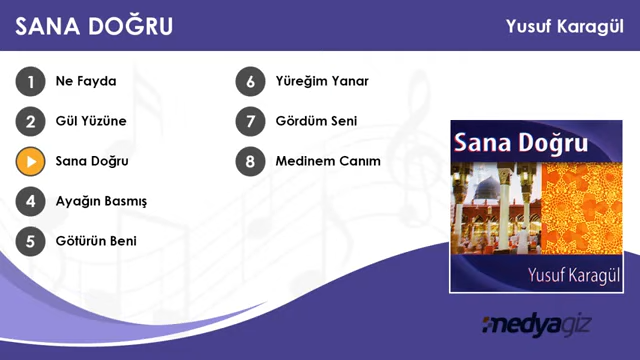 SANA DOĞRU
Yusuf Karagül
1 Ne Fayda
2 Gül Yüzüne
Sana Doğru
4 Ayağın Basmış
5 Götürün Beni
6 Yüreğim Yanar
7 Gördüm Seni
8 Medinem Canım
Sana Doğru
Yusuf Karagül
medyagiz